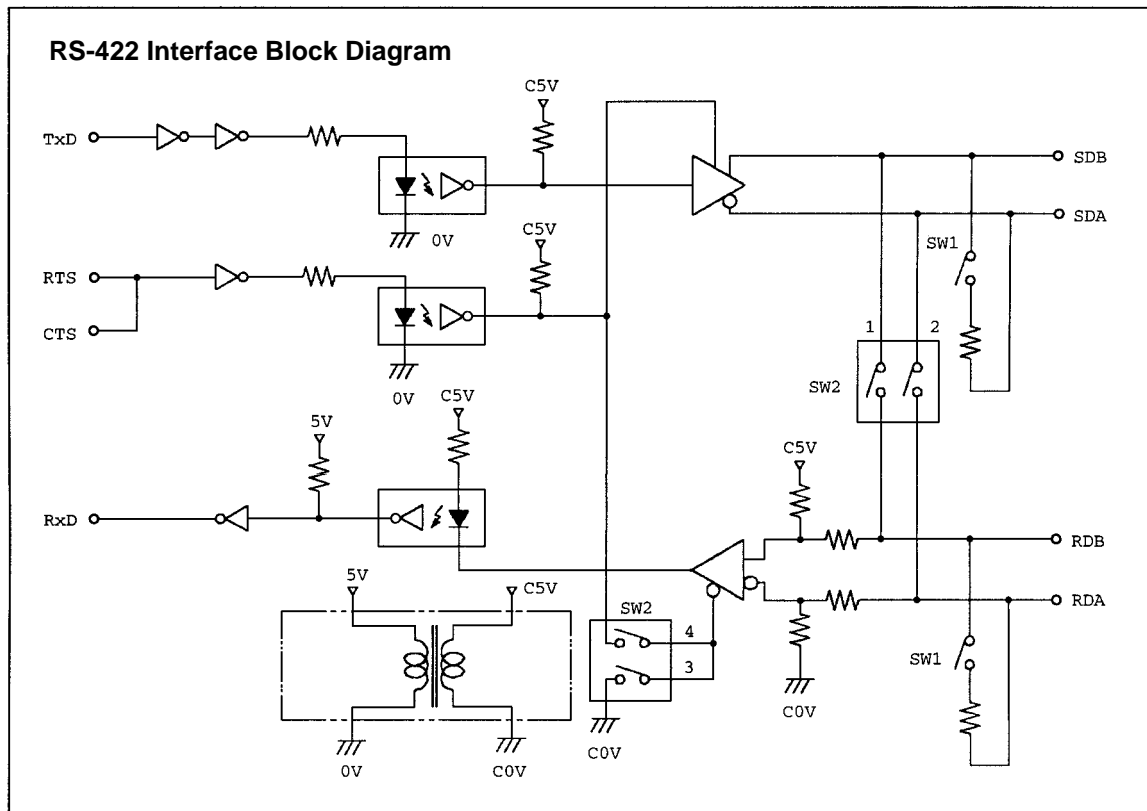 RS-422 Interface Block Diagram
C5V
TxD
SDB
SDA
0V
C5V
SW1
RTS
CTS
1 2
SW2
0V
C5V
5V
C5V
RxD
RDB
5V
C5V
RDA
SW2
4
3
SW1
C0V
0V
C0V
C0V